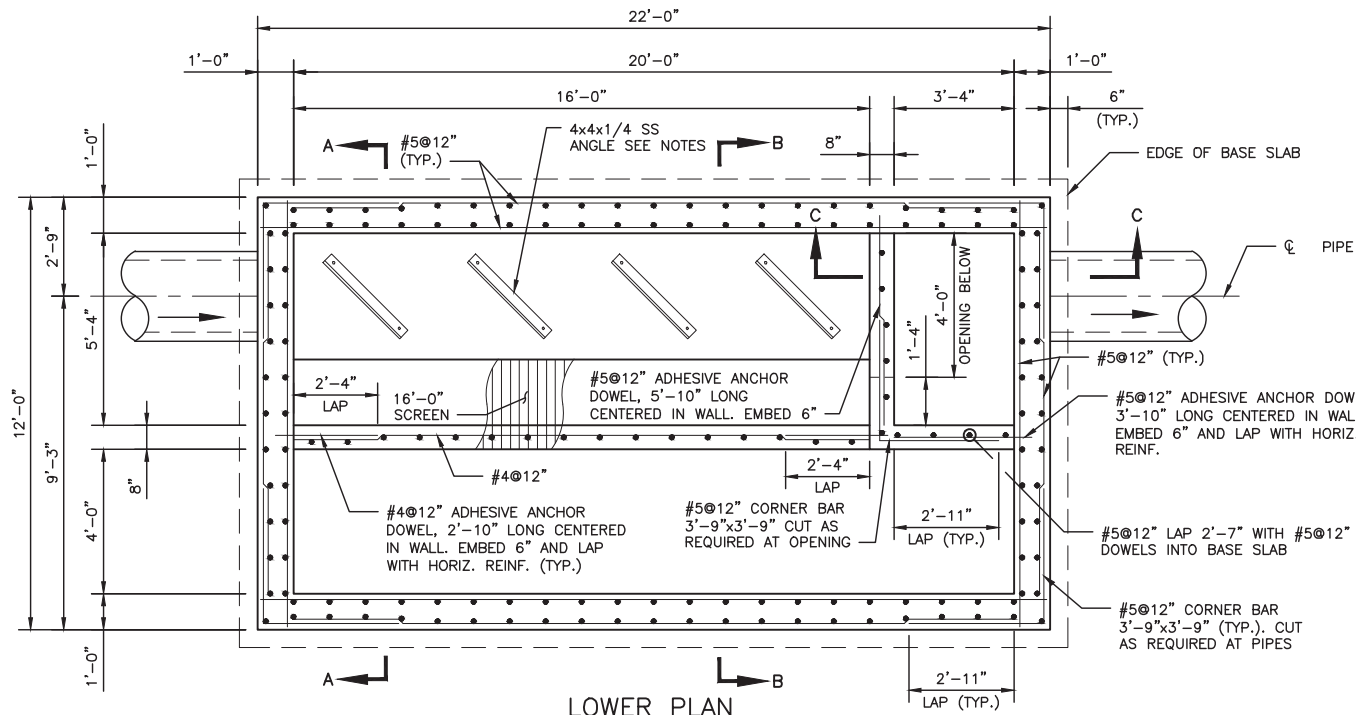 22'-0"
1'-0"
20'-0"
1'-0"
16'-0"
3'-4"
6"
(TYP.)
8"
A
#5@12"
(TYP.)
4x4x1/4 SS
ANGLE SEE NOTES
B
EDGE OF BASE SLAB
1'-0"
2'-9"
5'-4"
12'-0"
9'-3"
8"
4'-0"
1'-0"
C
C
℄ PIPE
OPENING BELOW
4'-0"
1'-4"
2'-4"
LAP
16'-0"
SCREEN
#5@12" ADHESIVE ANCHOR
DOWEL, 5'-10" LONG
CENTERED IN WALL. EMBED 6"
#5@12" (TYP.)
#5@12" ADHESIVE ANCHOR DOW
3'-10" LONG CENTERED IN WAL
EMBED 6" AND LAP WITH HORIZ
REINF.
#4@12"
2'-4"
LAP
#4@12" ADHESIVE ANCHOR
DOWEL, 2'-10" LONG CENTERED
IN WALL. EMBED 6" AND LAP
WITH HORIZ. REINF. (TYP.)
#5@12" CORNER BAR
3'-9"x3'-9" CUT AS
REQUIRED AT OPENING
2'-11"
LAP (TYP.)
#5@12" LAP 2'-7" WITH #5@12"
DOWELS INTO BASE SLAB
#5@12" CORNER BAR
3'-9"x3'-9" (TYP.). CUT
AS REQUIRED AT PIPES
A
B
2'-11"
LAP (TYP.)
LOWER PLAN